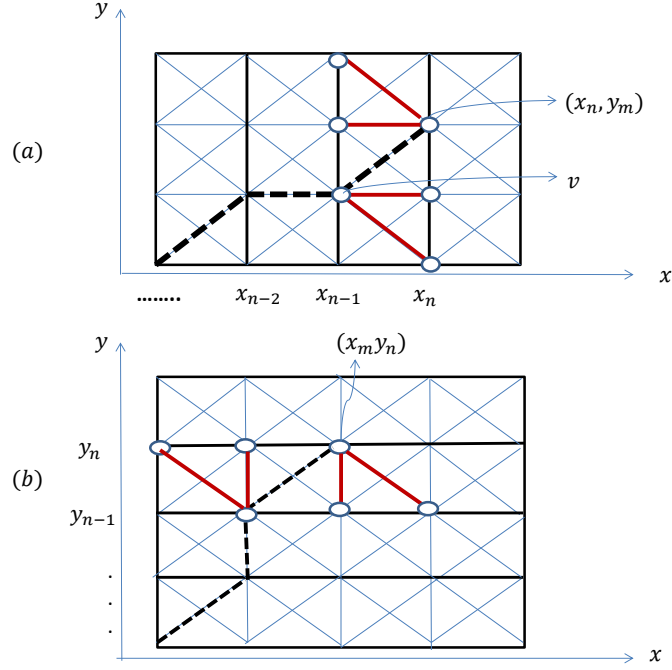 y
(x_n, y_m)
(a)
v
........ x_{n-2} x_{n-1} x_n x
y
(x_m y_n)
y_n
(b)
y_{n-1}
.
.
.
.
x